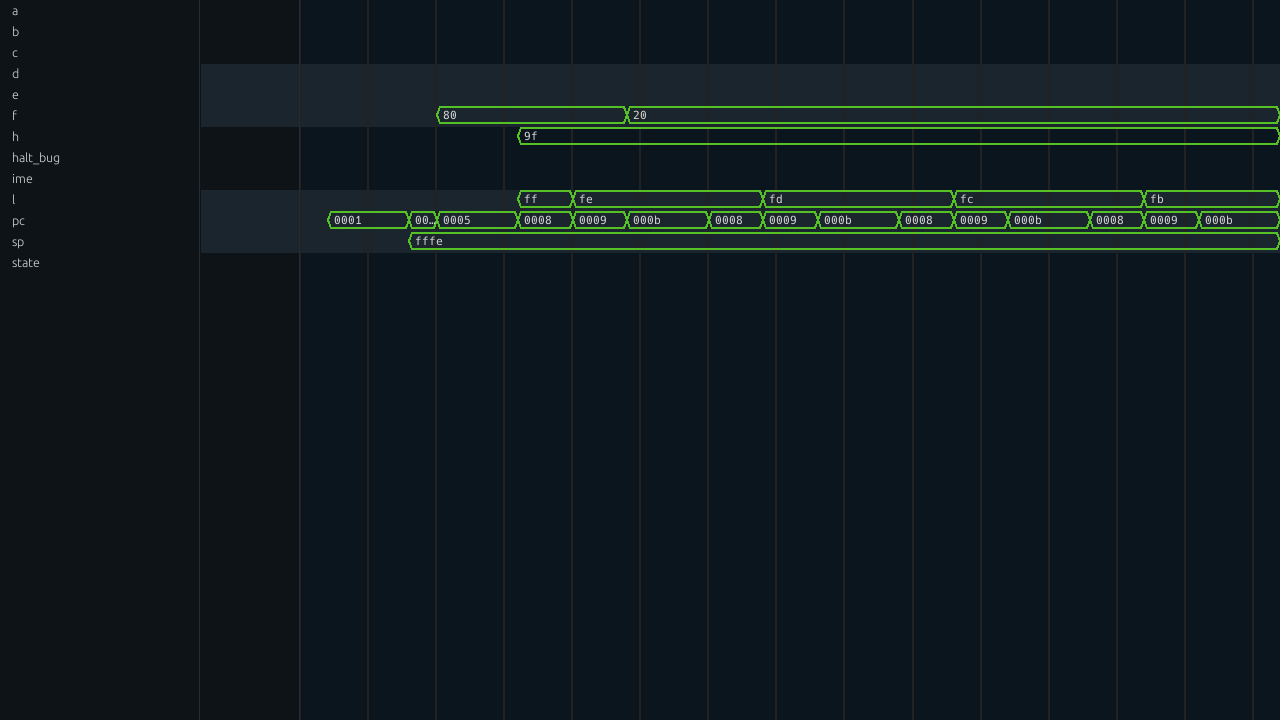 a
b
c
d
e
f 80 20
h 9f
halt_bug
ime
l ff fe fd fc fb
pc 0001 00… 0005 0008 0009 000b 0008 0009 000b 0008 0009 000b 0008 0009 000b
sp fffe
state